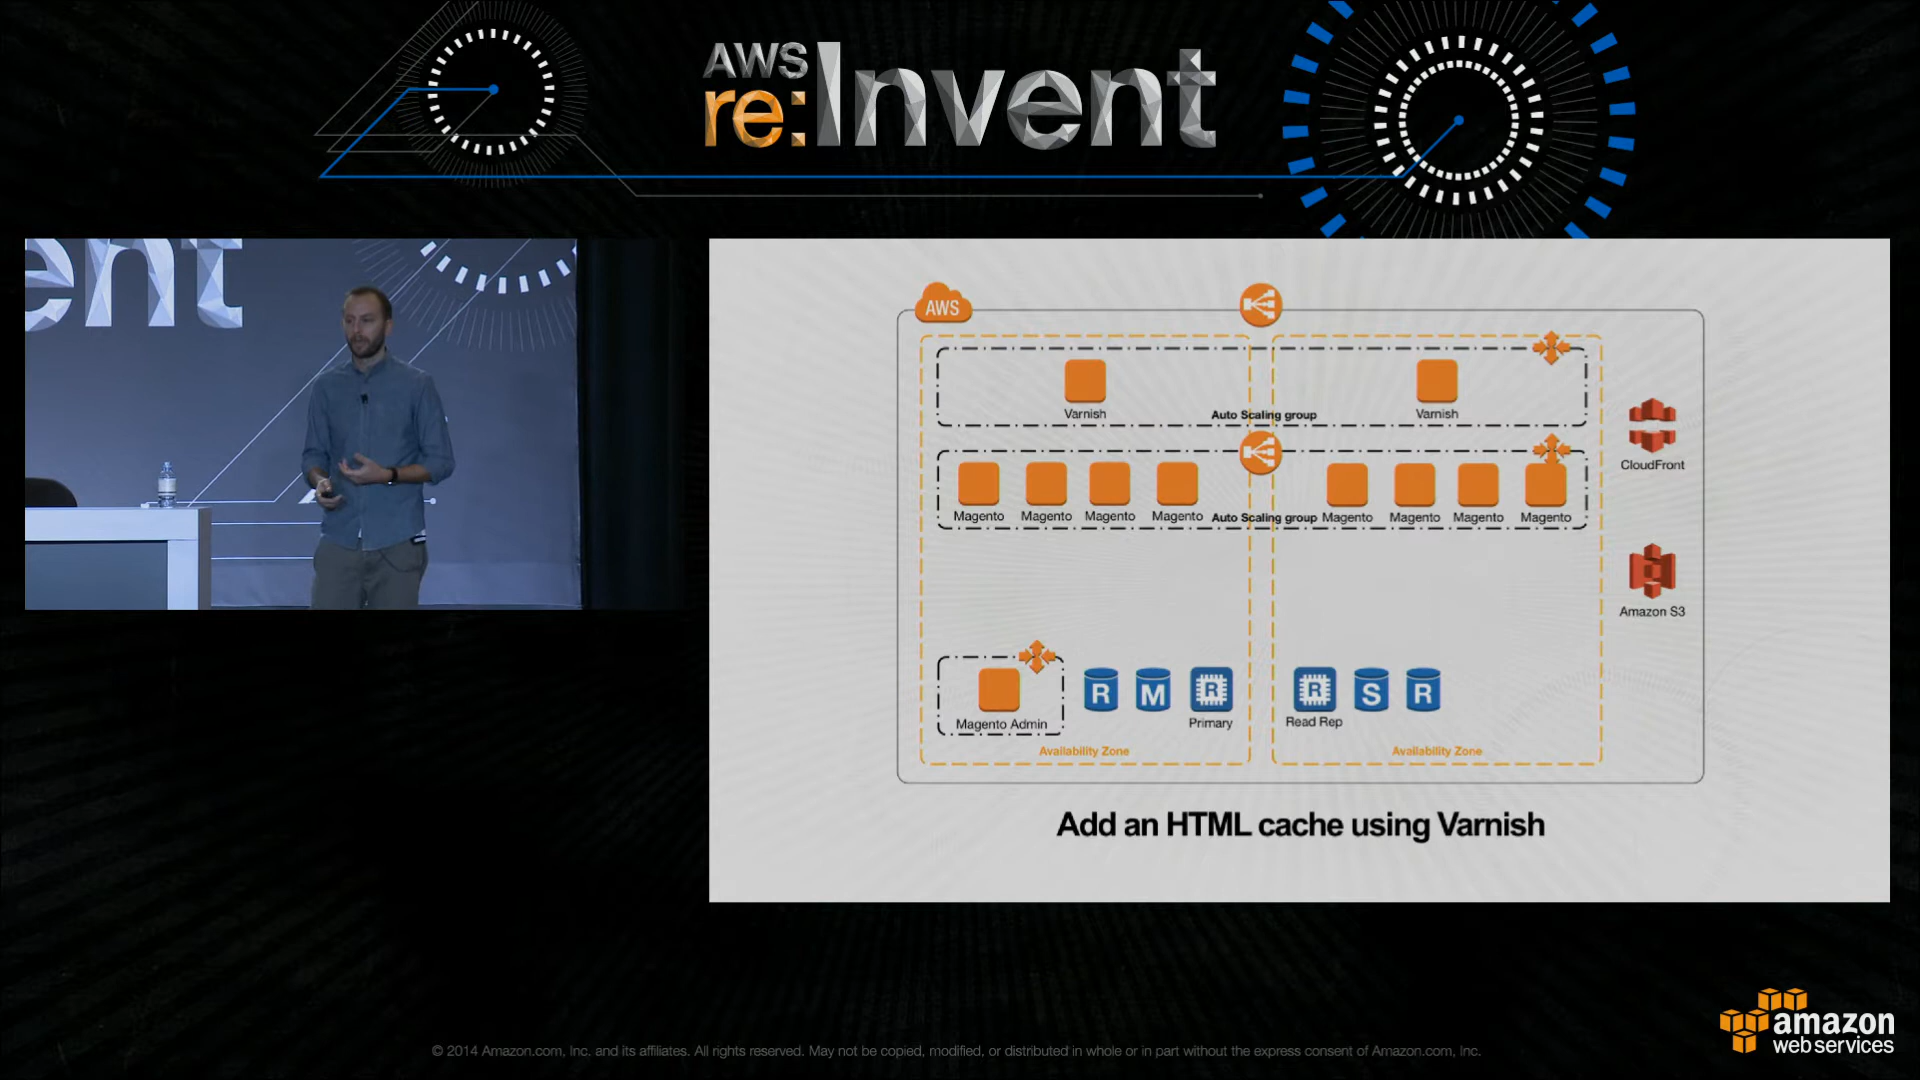 AWS
re:Invent
ent
AWS
Varnish
Varnish
Auto Scaling group
CloudFront
Magento
Magento
Magento
Magento
Auto Scaling group
Magento
Magento
Magento
Magento
Amazon S3
R
M
R
R
S
R
Magento Admin
Primary
Read Rep
Availability Zone
Availability Zone
Add an HTML cache using Varnish
amazon
web services
© 2014 Amazon.com, Inc. and its affiliates. All rights reserved. May not be copied, modified, or distributed in whole or in part without the express consent of Amazon.com, Inc.